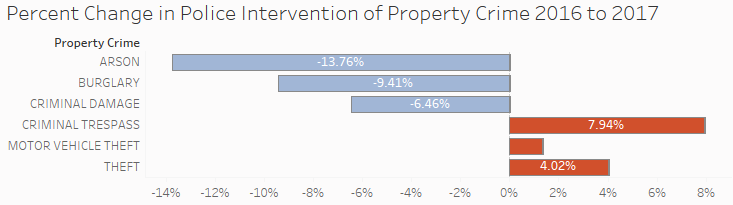 Percent Change in Police Intervention of Property Crime 2016 to 2017
Property Crime
ARSON -13.76%
BURGLARY -9.41%
CRIMINAL DAMAGE -6.46%
CRIMINAL TRESPASS 7.94%
MOTOR VEHICLE THEFT
THEFT 4.02%
-14% -12% -10% -8% -6% -4% -2% 0% 2% 4% 6% 8%